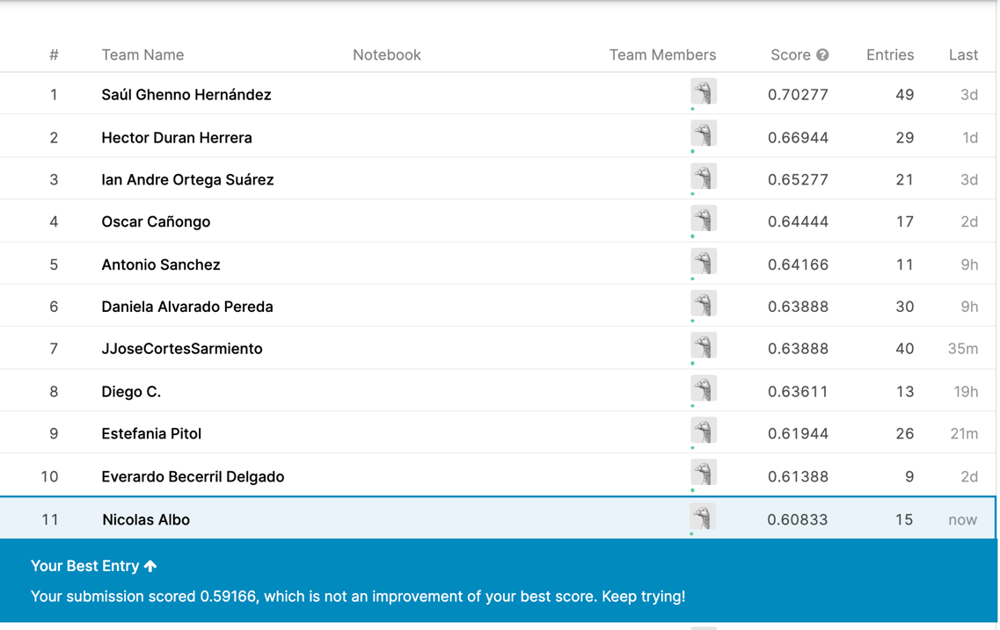 # Team Name Notebook Team Members Score ? Entries Last
1 Saúl Ghenno Hernández 0.70277 49 3d
2 Hector Duran Herrera 0.66944 29 1d
3 Ian Andre Ortega Suárez 0.65277 21 3d
4 Oscar Cañongo 0.64444 17 2d
5 Antonio Sanchez 0.64166 11 9h
6 Daniela Alvarado Pereda 0.63888 30 9h
7 JJoseCortesSarmiento 0.63888 40 35m
8 Diego C. 0.63611 13 19h
9 Estefania Pitol 0.61944 26 21m
10 Everardo Becerril Delgado 0.61388 9 2d
11 Nicolas Albo 0.60833 15 now
Your Best Entry ↑
Your submission scored 0.59166, which is not an improvement of your best score. Keep trying!